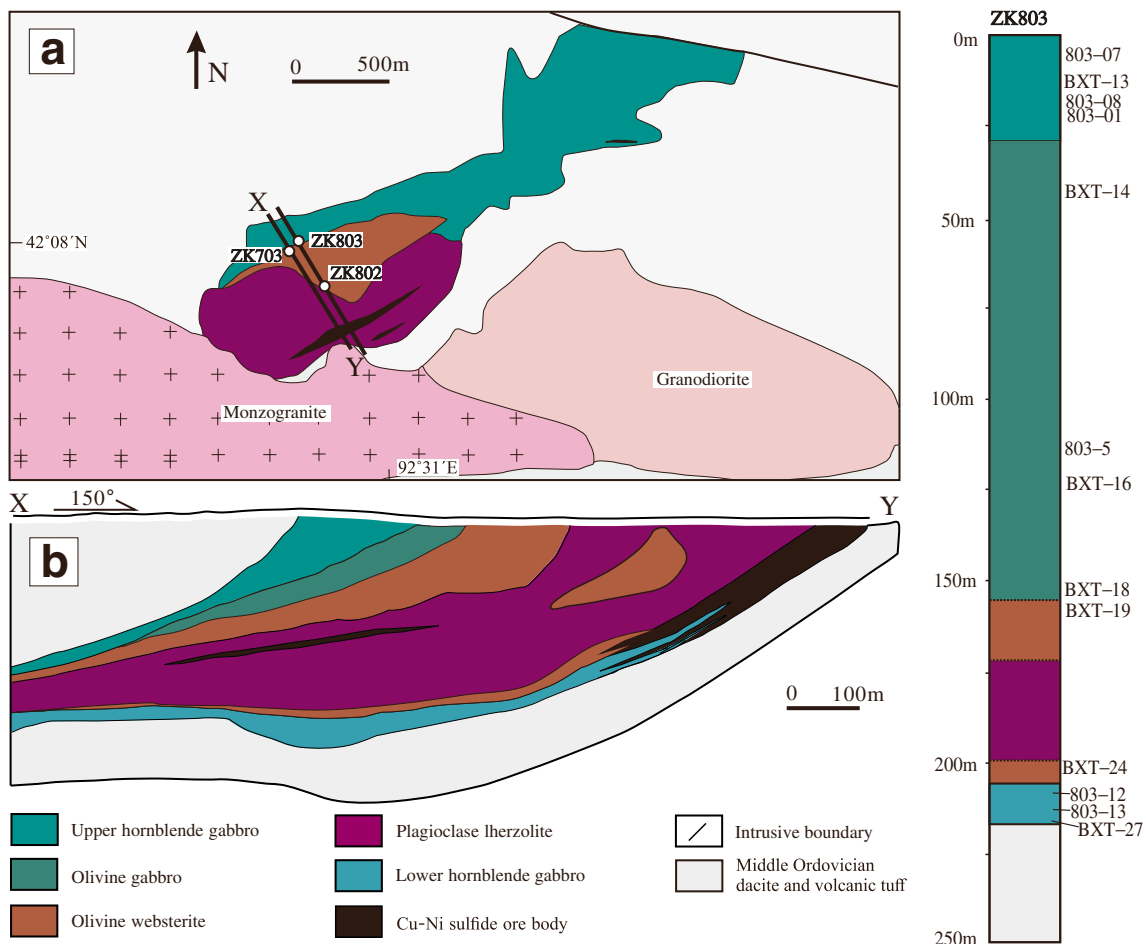 a
N
0 500m
X
ZK803
ZK703
ZK802
Y
42°08´N
Monzogranite
Granodiorite
92°31´E
X 150° Y
b
0 100m
Upper hornblende gabbro
Olivine gabbro
Olivine websterite
Plagioclase lherzolite
Lower hornblende gabbro
Cu-Ni sulfide ore body
Intrusive boundary
Middle Ordovician
dacite and volcanic tuff
ZK803
0m
803–07
BXT–13
803–08
803–01
BXT–14
50m
100m
803–5
BXT–16
150m
BXT–18
BXT–19
200m
BXT–24
803–12
803–13
BXT–27
250m